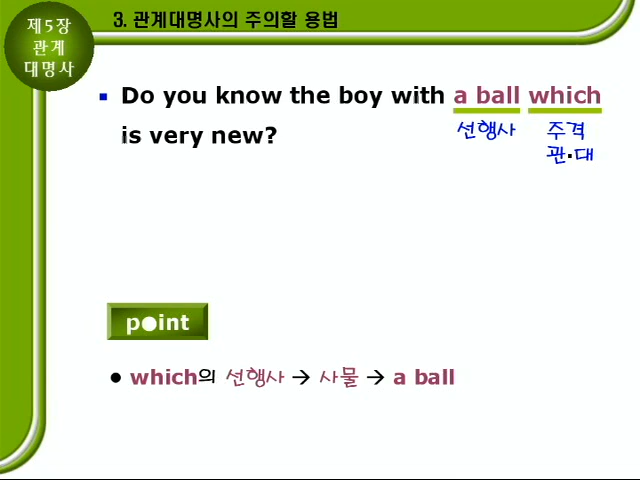 제5장
관계
대명사
3. 관계대명사의 주의할 용법
Do you know the boy with a ball which
선행사 주격
관·대
is very new?
point
• which의 선행사 → 사물 → a ball